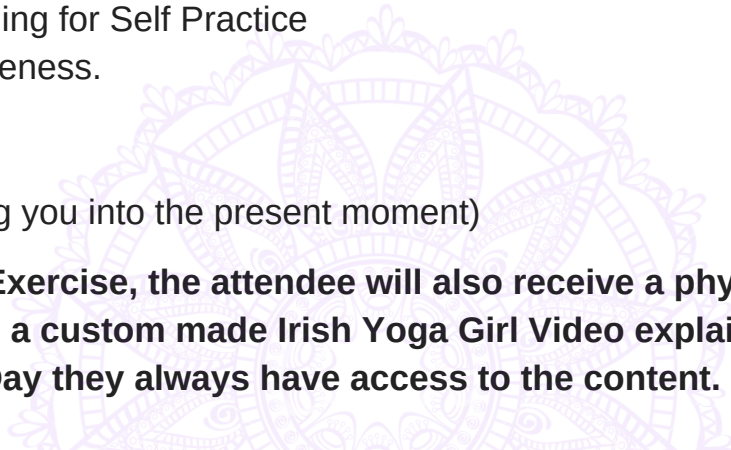 ing for Self Practice
eness.
g you into the present moment)
Exercise, the attendee will also receive a phy
a custom made Irish Yoga Girl Video explai
Day they always have access to the content.